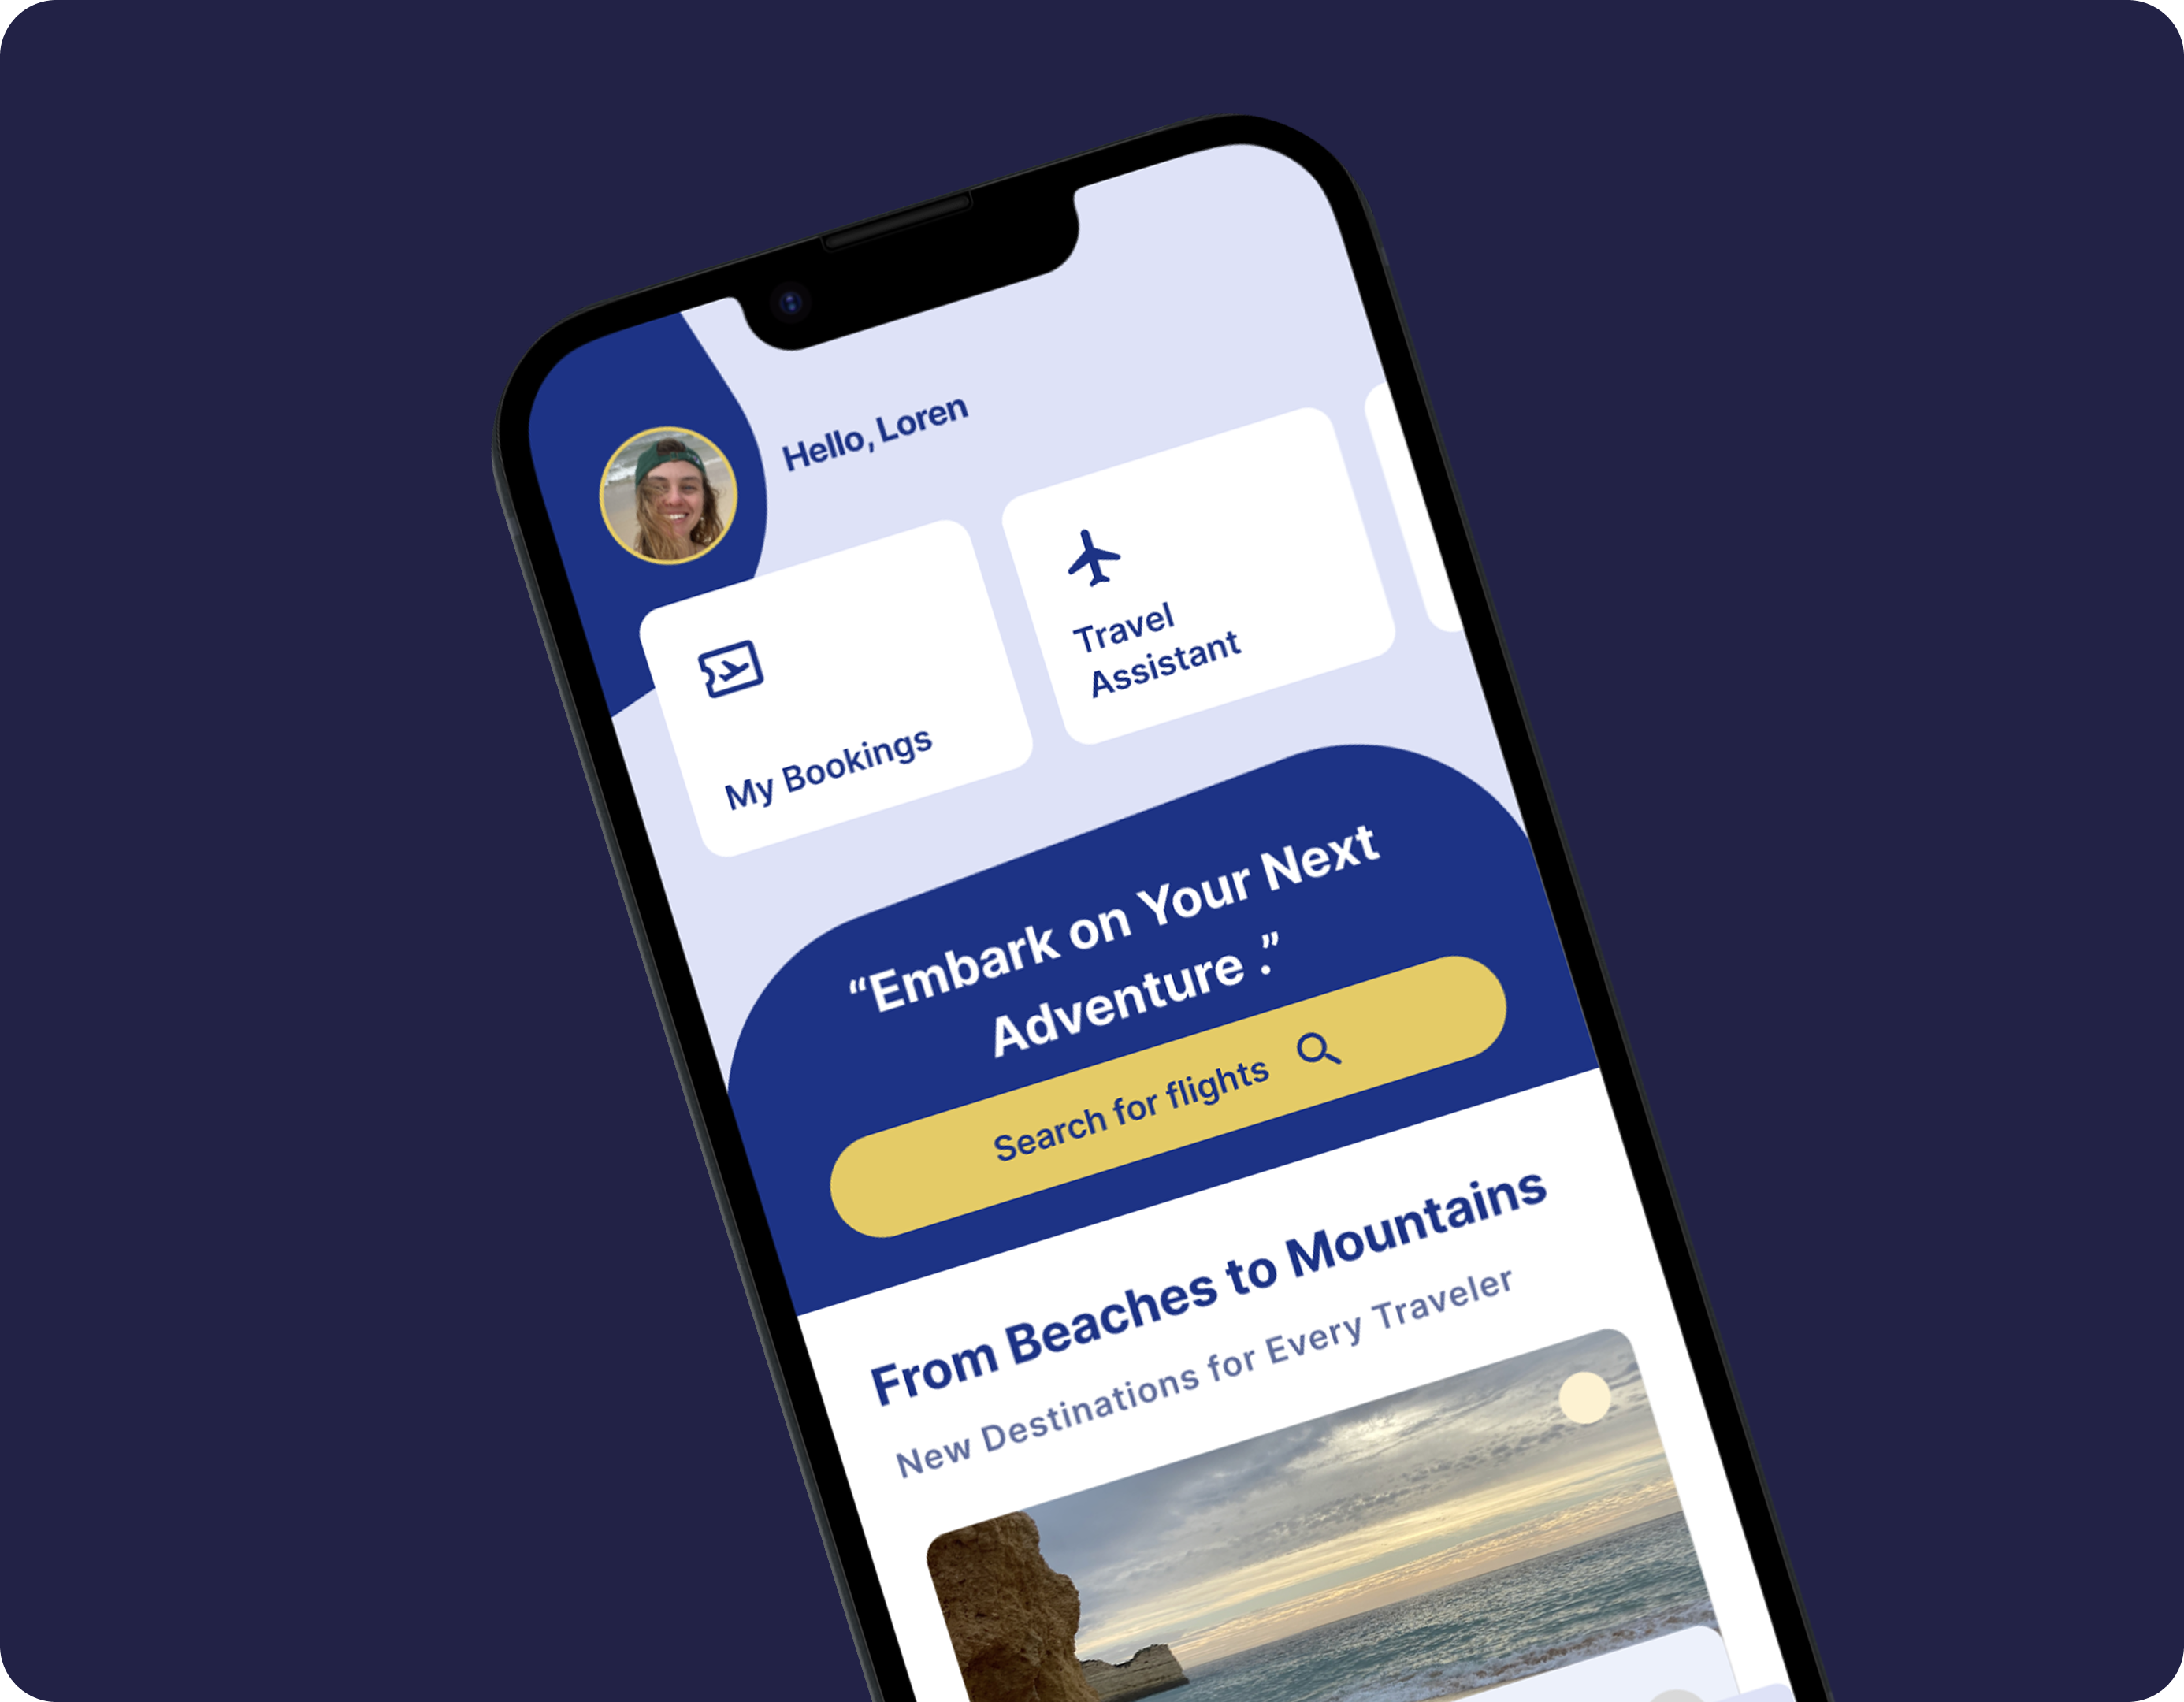 Hello, Loren
My Bookings
Travel
Assistant
“Embark on Your Next
Adventure .”
Search for flights
From Beaches to Mountains
New Destinations for Every Traveler